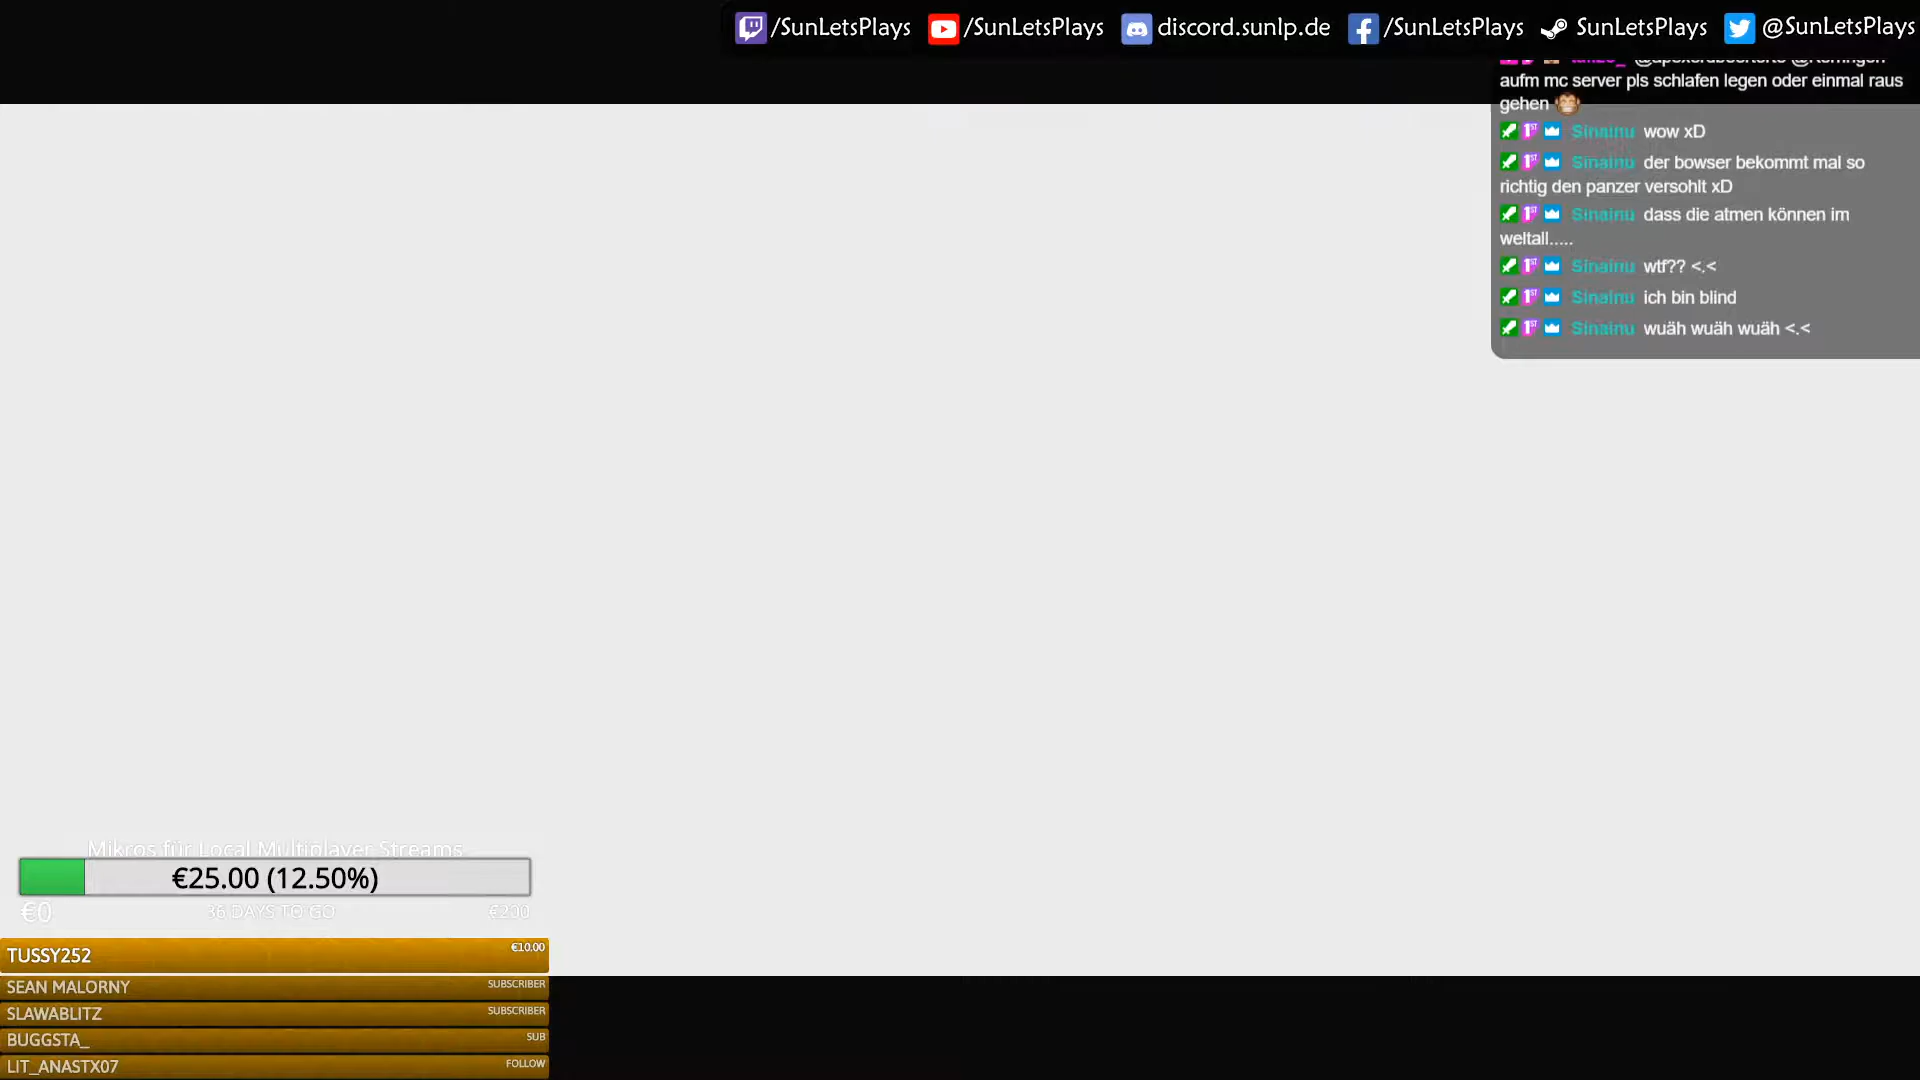 /SunLetsPlays /SunLetsPlays discord.sunlp.de /SunLetsPlays SunLetsPlays @SunLetsPlays
aufm mc server pls schlafen legen oder einmal raus
gehen
Sinainu wow xD
Sinainu der bowser bekommt mal so
richtig den panzer versohlt xD
Sinainu dass die atmen können im
weltall.....
Sinainu wtf?? <.<
Sinainu ich bin blind
Sinainu wuäh wuäh wuäh <.<
Mikros für Local Multiplayer Streams
€25.00 (12.50%)
€0 36 DAYS TO GO €200
TUSSY252 €10.00
SEAN MALORNY SUBSCRIBER
SLAWABLITZ SUBSCRIBER
BUGGSTA_ SUB
LIT_ANASTX07 FOLLOW